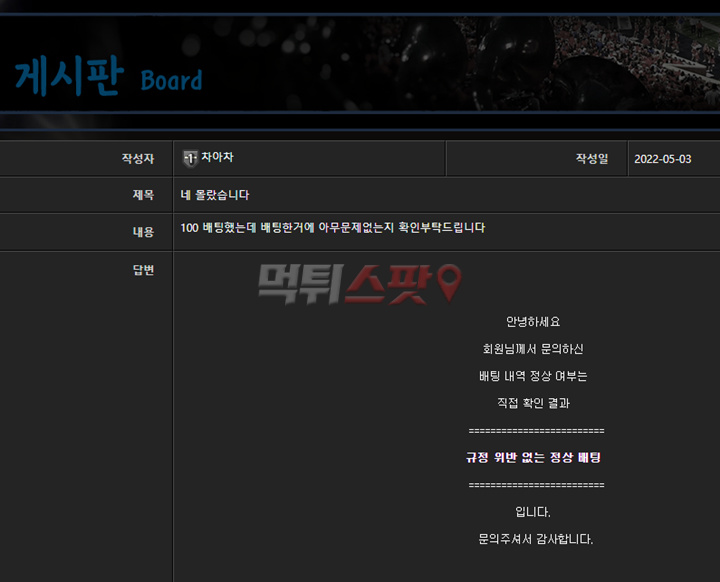 게시판 Board
작성자 -1- 차아차 작성일 2022-05-03
제목 네 몰랐습니다
내용 100 배팅했는데 배팅한거에 아무문제없는지 확인부탁드립니다
답변
먹튀스팟
안녕하세요
회원님께서 문의하신
배팅 내역 정상 여부는
직접 확인 결과
=========================
규정 위반 없는 정상 배팅
=========================
입니다.
문의주셔서 감사합니다.